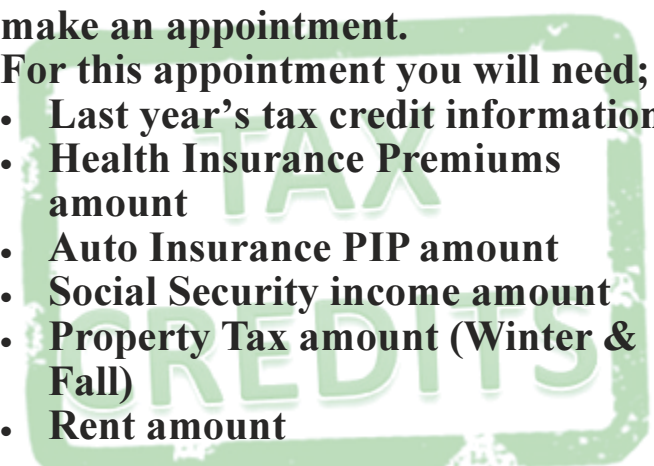 make an appointment.
For this appointment you will need;
• Last year's tax credit information
• Health Insurance Premiums
amount
• Auto Insurance PIP amount
• Social Security income amount
• Property Tax amount (Winter &
Fall)
• Rent amount
TAX
CREDITS